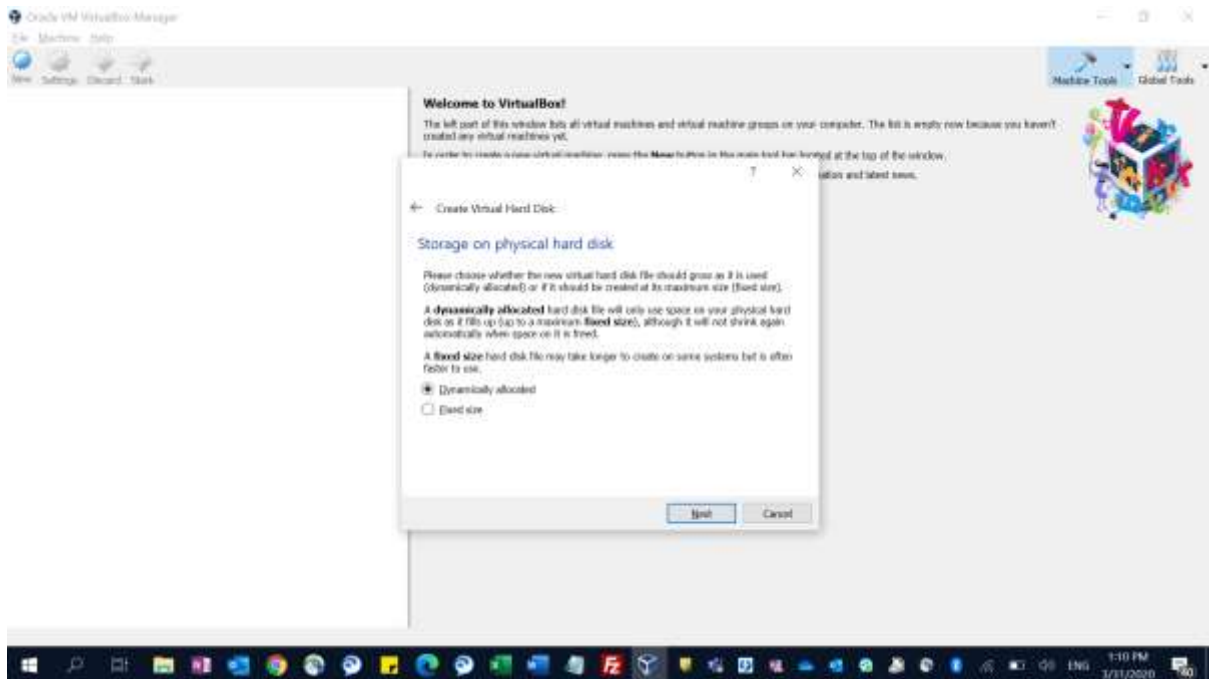 Oracle VM VirtualBox Manager
File Machine Help
New Settings Discard Start
Machine Tools Global Tools
Welcome to VirtualBox!
The left part of this window lists all virtual machines and virtual machine groups on your computer. The list is empty now because you haven't
created any virtual machines yet.
In order to create a new virtual machine, press the New button in the main tool bar located at the top of the window.
and latest news.
? ×
← Create Virtual Hard Disk
Storage on physical hard disk
Please choose whether the new virtual hard disk file should grow as it is used
(dynamically allocated) or if it should be created at its maximum size (fixed size).
A dynamically allocated hard disk file will only use space on your physical hard
disk as it fills up (up to a maximum fixed size), although it will not shrink again
automatically when space on it is freed.
A fixed size hard disk file may take longer to create on some systems but is often
faster to use.
Dynamically allocated
Fixed size
Next Cancel
ENG
1:10 PM
3/31/2020